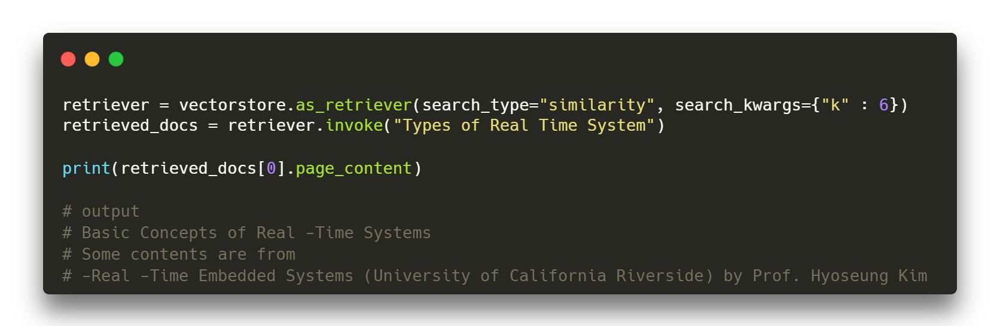 retriever = vectorstore.as_retriever(search_type="similarity", search_kwargs={"k" : 6})
retrieved_docs = retriever.invoke("Types of Real Time System")
print(retrieved_docs[0].page_content)
# output
# Basic Concepts of Real -Time Systems
# Some contents are from
# -Real -Time Embedded Systems (University of California Riverside) by Prof. Hyoseung Kim